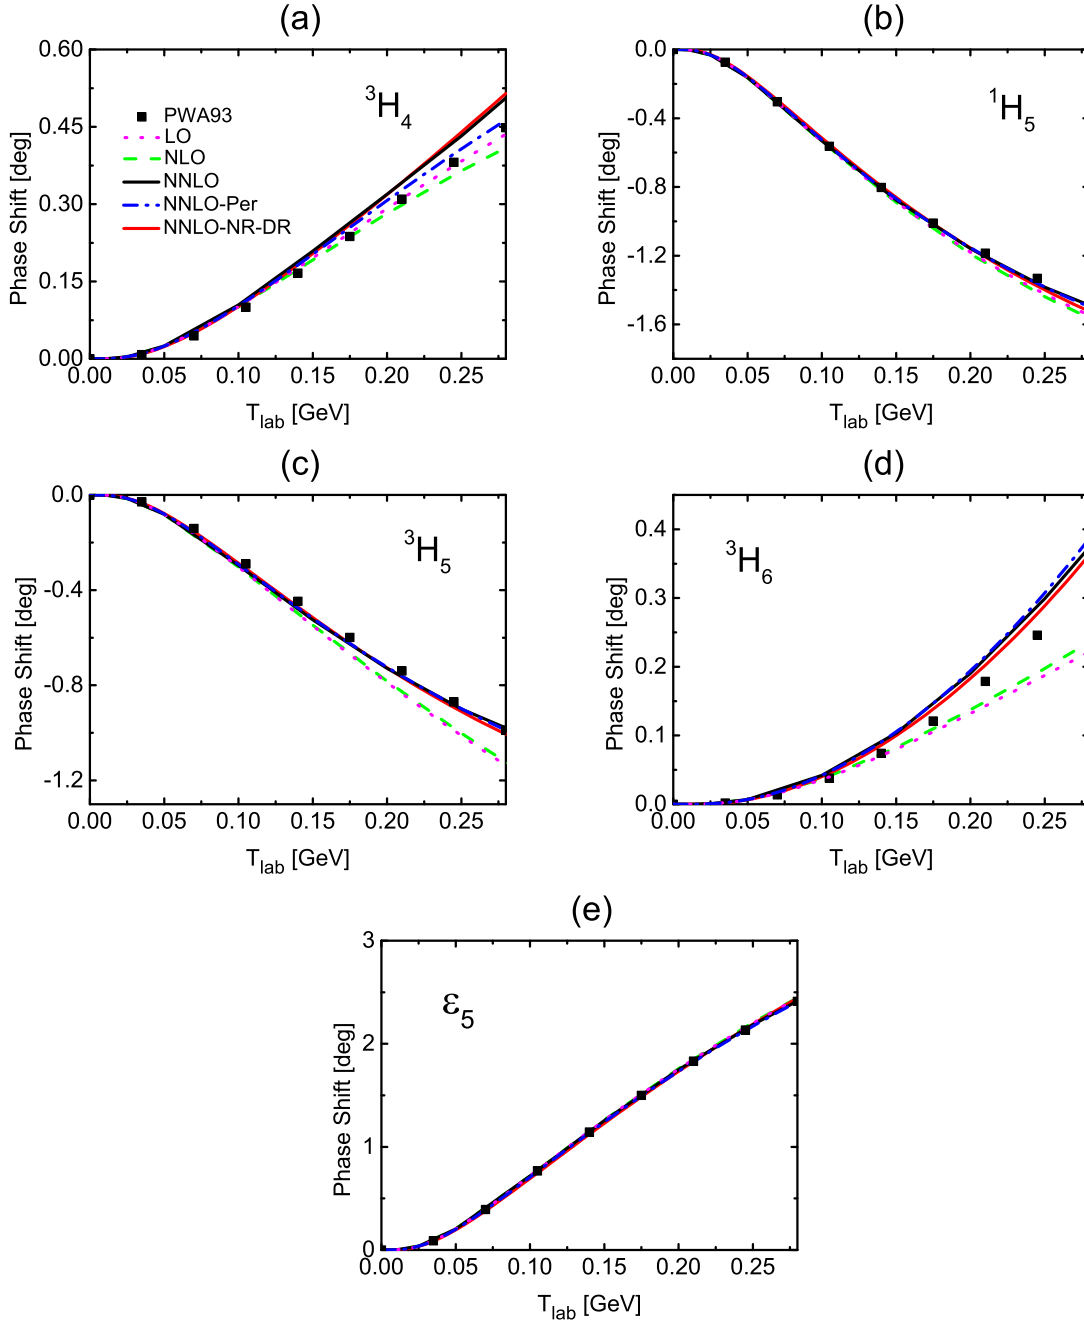 (a)
0.60
0.45
0.30
0.15
0.00
Phase Shift [deg]
³H₄
PWA93
LO
NLO
NNLO
NNLO-Per
NNLO-NR-DR
0.00 0.05 0.10 0.15 0.20 0.25
T_lab [GeV]
(b)
0.0
-0.4
-0.8
-1.2
-1.6
Phase Shift [deg]
¹H₅
0.00 0.05 0.10 0.15 0.20 0.25
T_lab [GeV]
(c)
0.0
-0.4
-0.8
-1.2
Phase Shift [deg]
³H₅
0.00 0.05 0.10 0.15 0.20 0.25
T_lab [GeV]
(d)
0.4
0.3
0.2
0.1
0.0
Phase Shift [deg]
³H₆
0.00 0.05 0.10 0.15 0.20 0.25
T_lab [GeV]
(e)
3
2
1
0
Phase Shift [deg]
ε₅
0.00 0.05 0.10 0.15 0.20 0.25
T_lab [GeV]